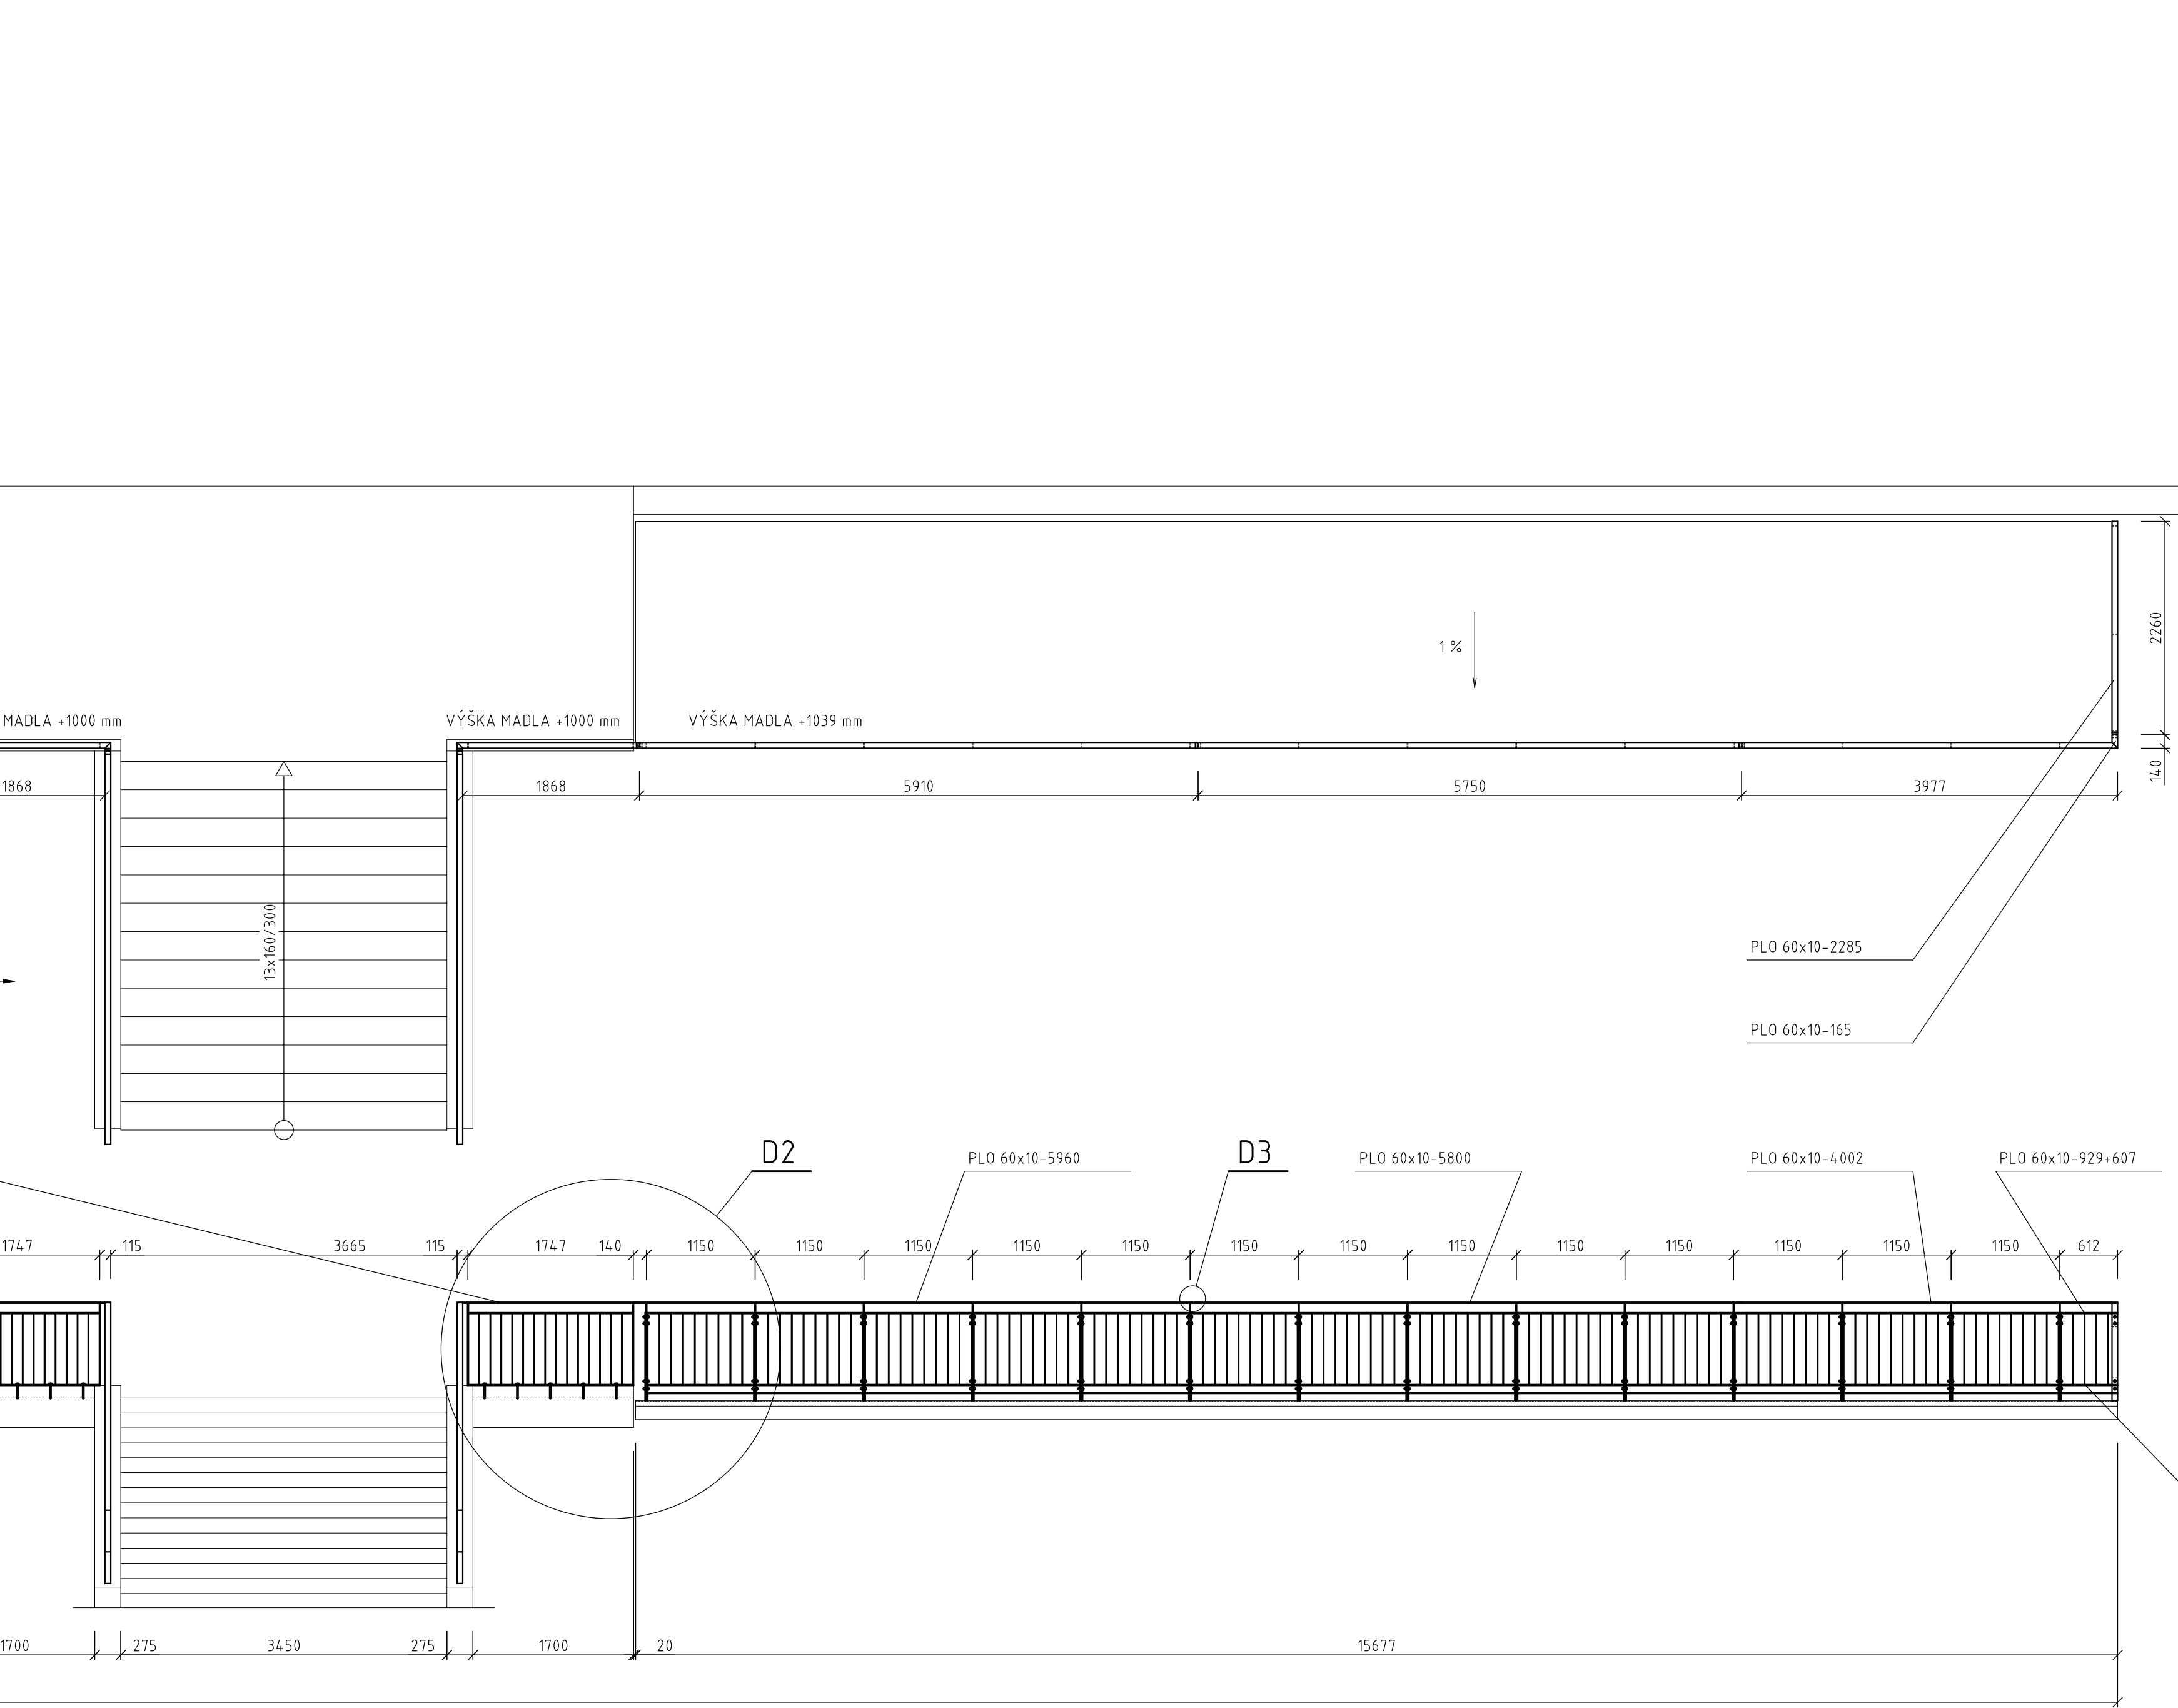 2260
1 %
MADLA +1000 mm
VÝŠKA MADLA +1000 mm
VÝŠKA MADLA +1039 mm
140
1868
1868
5910
5750
3977
13x160/300
PLO 60x10-2285
PLO 60x10-165
D2
PLO 60x10-5960
D3
PLO 60x10-5800
PLO 60x10-4002
PLO 60x10-929+607
1747
115
3665
115
1747
140
1150
1150
1150
1150
1150
1150
1150
1150
1150
1150
1150
1150
1150
612
1700
275
3450
275
1700
20
15677